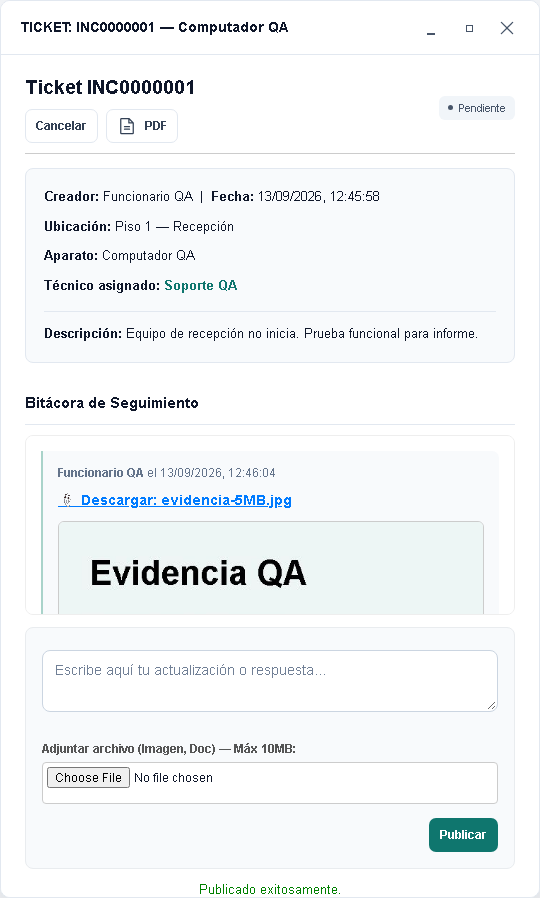 TICKET: INC0000001 — Computador QA
Ticket INC0000001
Cancelar
PDF
Pendiente
Creador: Funcionario QA | Fecha: 13/09/2026, 12:45:58
Ubicación: Piso 1 — Recepción
Aparato: Computador QA
Técnico asignado: Soporte QA
Descripción: Equipo de recepción no inicia. Prueba funcional para informe.
Bitácora de Seguimiento
Funcionario QA el 13/09/2026, 12:46:04
Descargar: evidencia-5MB.jpg
Evidencia QA
Escribe aquí tu actualización o respuesta...
Adjuntar archivo (Imagen, Doc) — Máx 10MB:
Choose File No file chosen
Publicar
Publicado exitosamente.